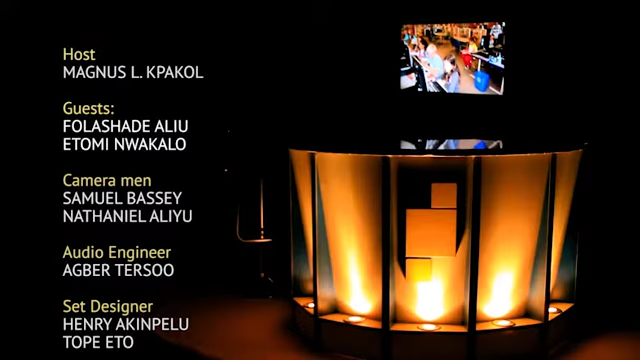 Host
MAGNUS L. KPAKOL
Guests:
FOLASHADE ALIU
ETOMI NWAKALO
Camera men
SAMUEL BASSEY
NATHANIEL ALIYU
Audio Engineer
AGBER TERSOO
Set Designer
HENRY AKINPELU
TOPE ETO